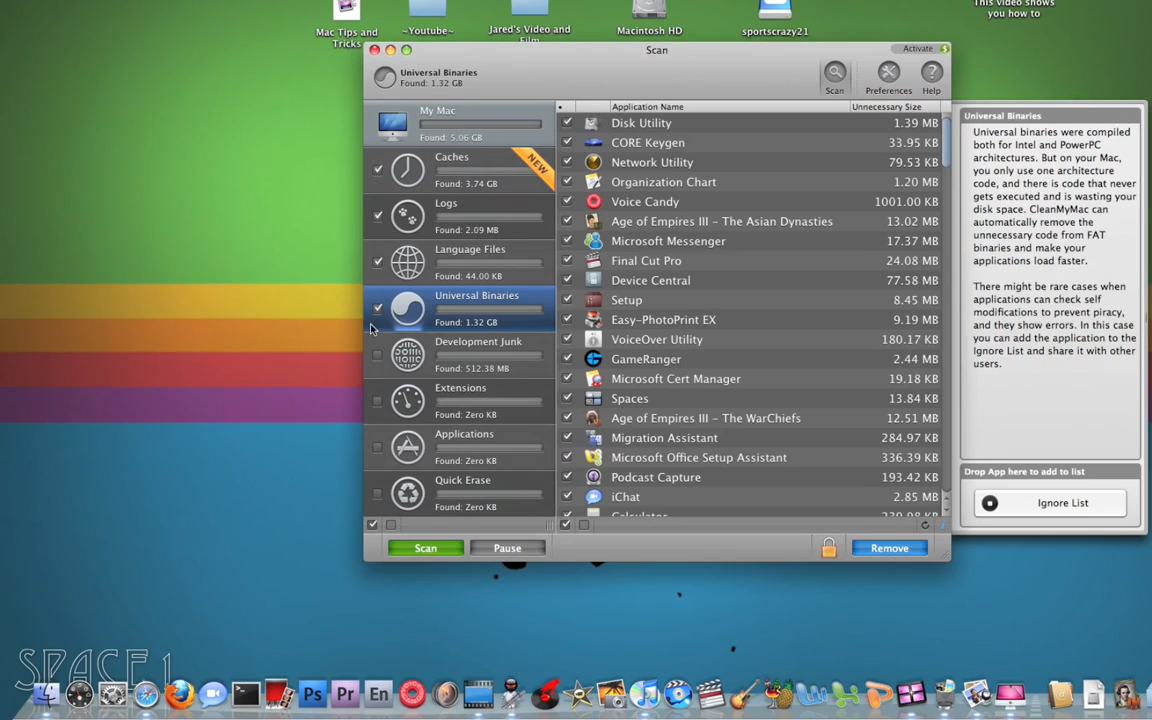 This video shows
you how to
Mac Tips and
Tricks
~Youtube~
Jared's Video and
Film
Macintosh HD
sportscrazy21
Scan
Activate
Universal Binaries
Found: 1.32 GB
Scan
Preferences
Help
My Mac
Found: 5.06 GB
Caches
Found: 3.74 GB
NEW
Logs
Found: 2.09 MB
Language Files
Found: 44.00 KB
Universal Binaries
Found: 1.32 GB
Development Junk
Found: 512.38 MB
Extensions
Found: Zero KB
Applications
Found: Zero KB
Quick Erase
Found: Zero KB
Application Name Unnecessary Size
Disk Utility 1.39 MB
CORE Keygen 33.95 KB
Network Utility 79.53 KB
Organization Chart 1.20 MB
Voice Candy 1001.00 KB
Age of Empires III – The Asian Dynasties 13.02 MB
Microsoft Messenger 17.37 MB
Final Cut Pro 24.08 MB
Device Central 77.58 MB
Setup 8.45 MB
Easy-PhotoPrint EX 9.19 MB
VoiceOver Utility 180.17 KB
GameRanger 2.44 MB
Microsoft Cert Manager 19.18 KB
Spaces 13.84 KB
Age of Empires III – The WarChiefs 12.51 MB
Migration Assistant 284.97 KB
Microsoft Office Setup Assistant 336.39 KB
Podcast Capture 193.42 KB
iChat 2.85 MB
Calculator 239.98 KB
Scan
Pause
Remove
Universal Binaries
Universal binaries were compiled
both for Intel and PowerPC
architectures. But on your Mac,
you only use one architecture
code, and there is code that never
gets executed and is wasting your
disk space. CleanMyMac can
automatically remove the
unnecessary code from FAT
binaries and make your
applications load faster.
There might be rare cases when
applications can check self
modifications to prevent piracy,
and they show errors. In this case
you can add the application to the
Ignore List and share it with other
users.
Drop App here to add to list
Ignore List
SPACE 1
Ps
Pr
En